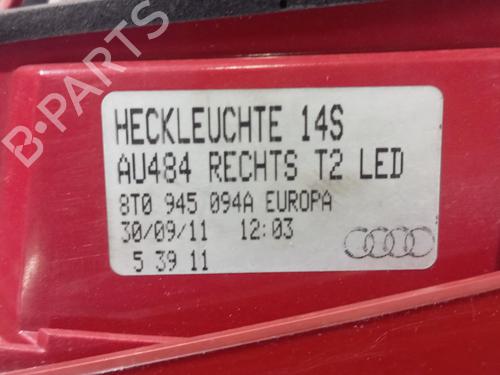 HECKLEUCHTE 14S
AU484 RECHTS T2 LED
8T0 945 094A EUROPA
30/09/11 12:03
5 39 11
B-PARTS